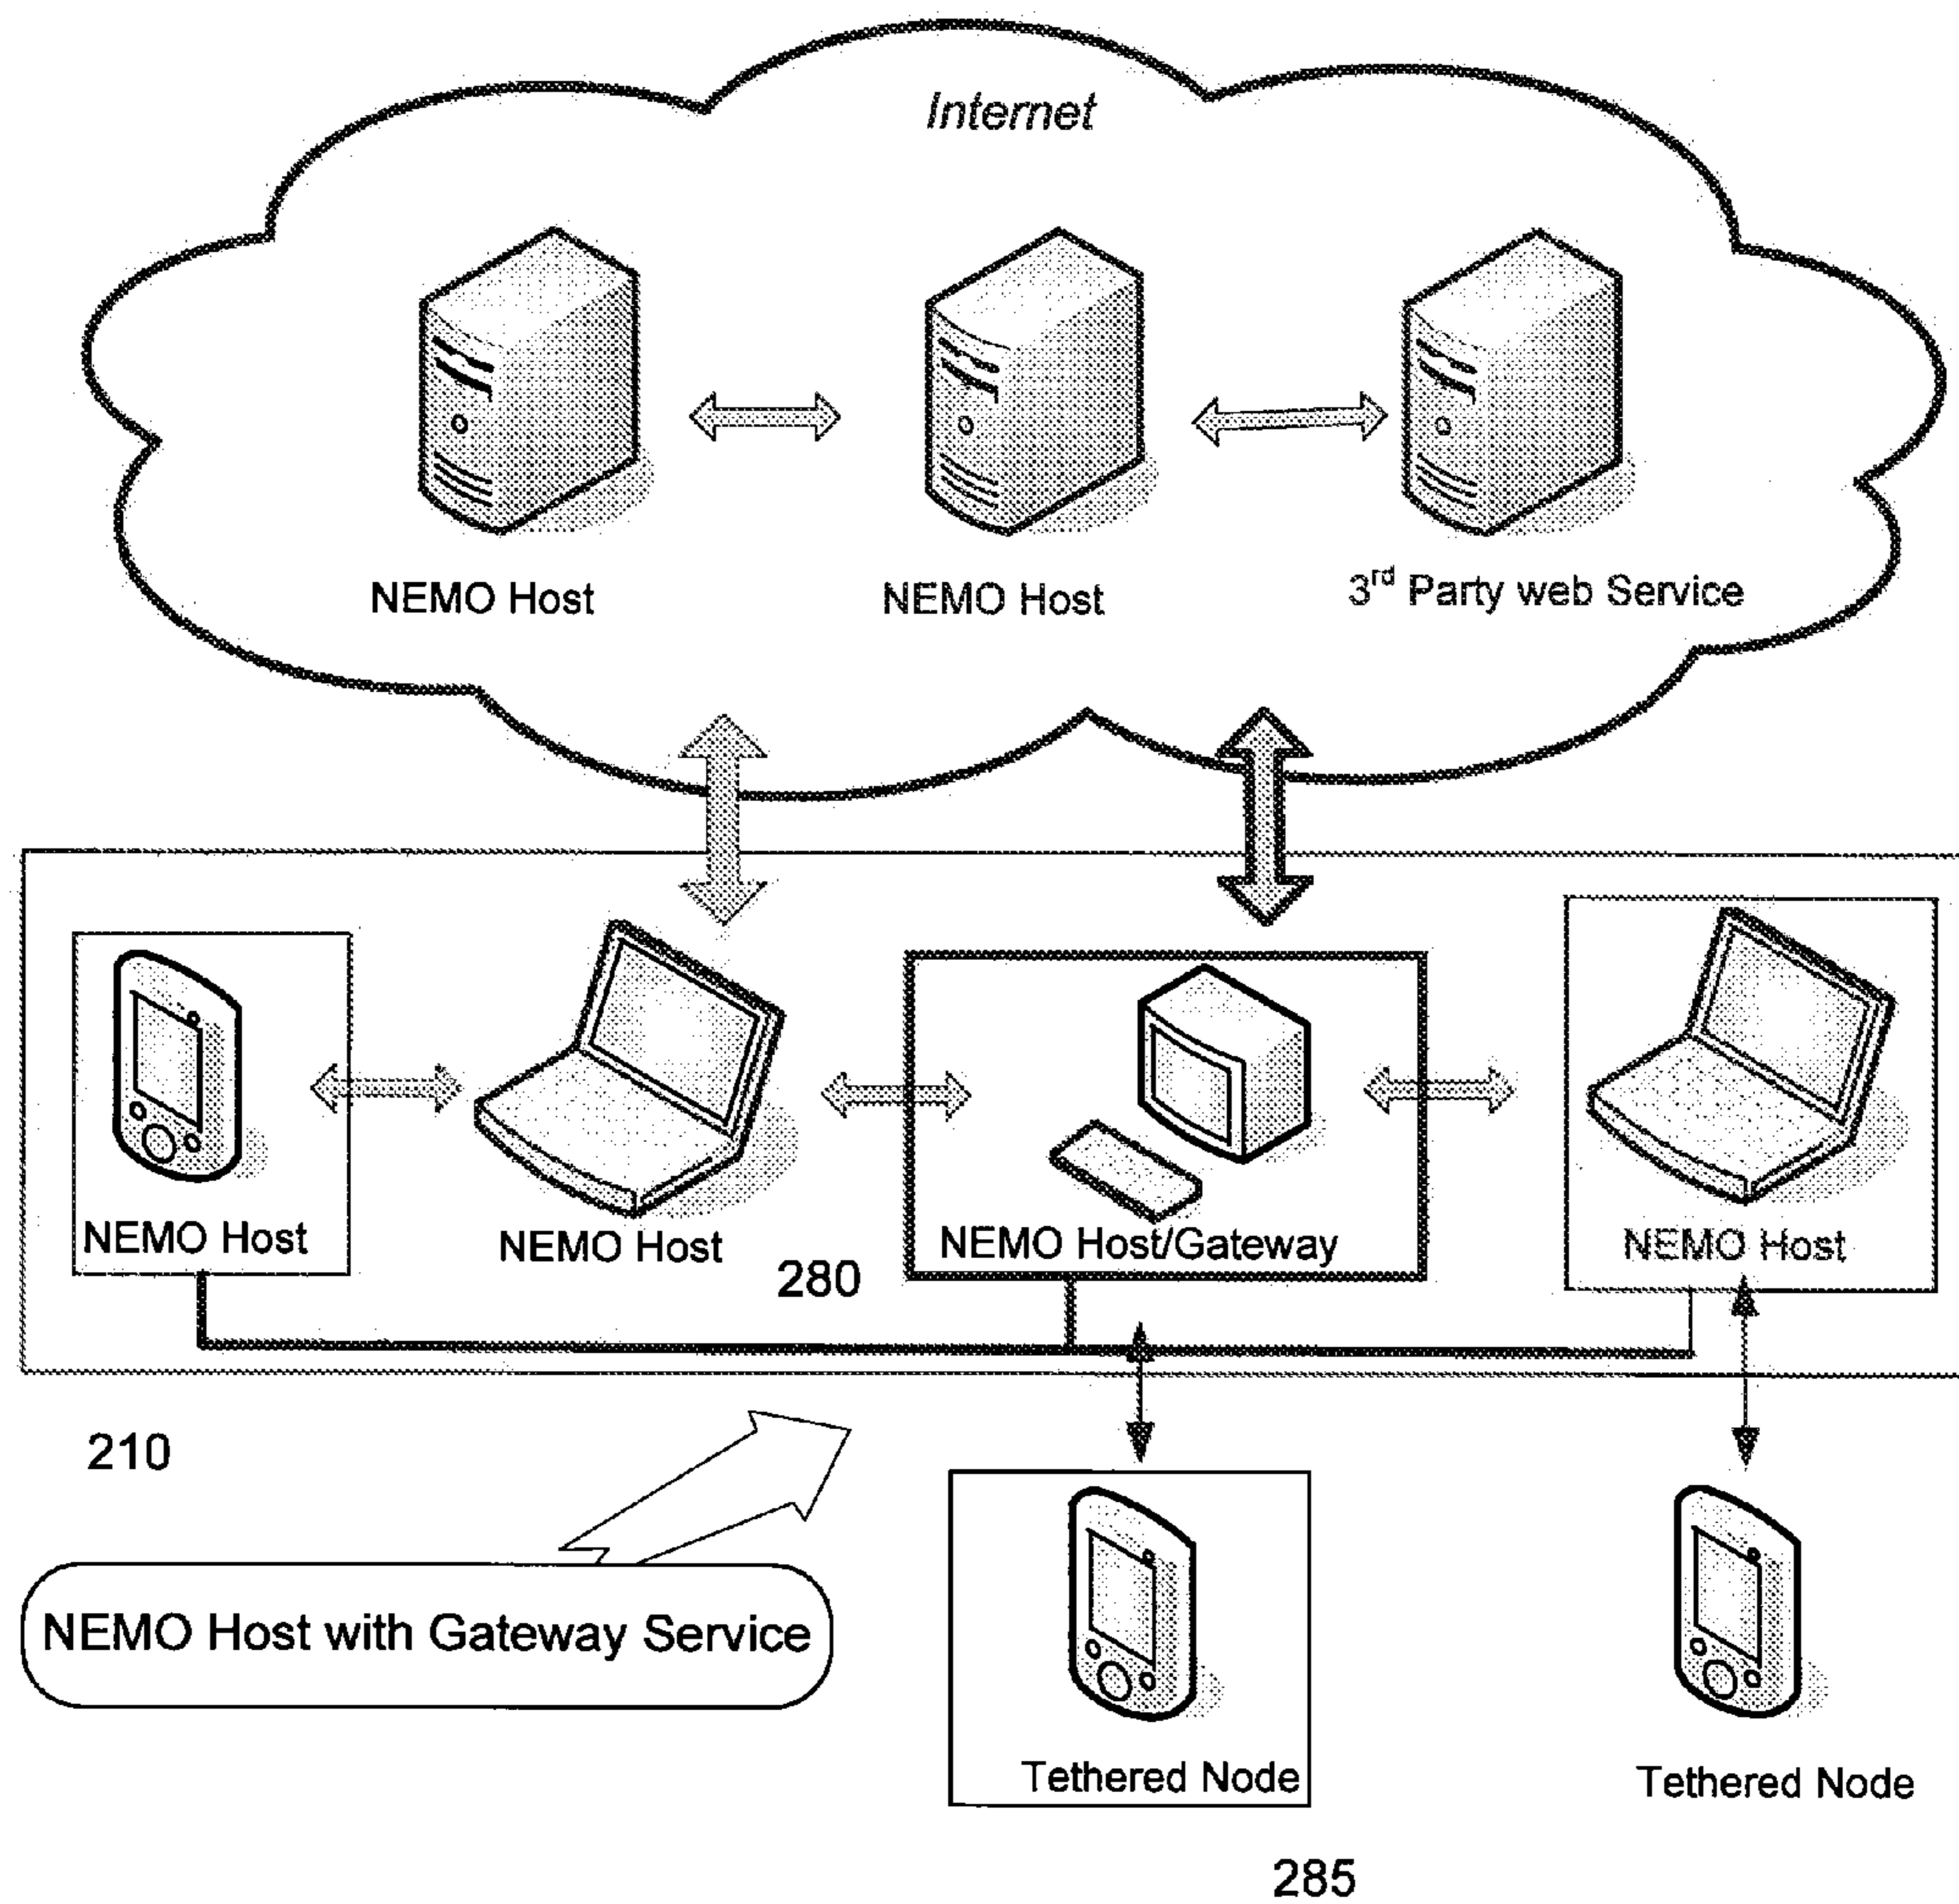 Internet
NEMO Host
NEMO Host
3rd Party web Service
NEMO Host
NEMO Host
NEMO Host/Gateway
NEMO Host
280
210
NEMO Host with Gateway Service
Tethered Node
Tethered Node
285